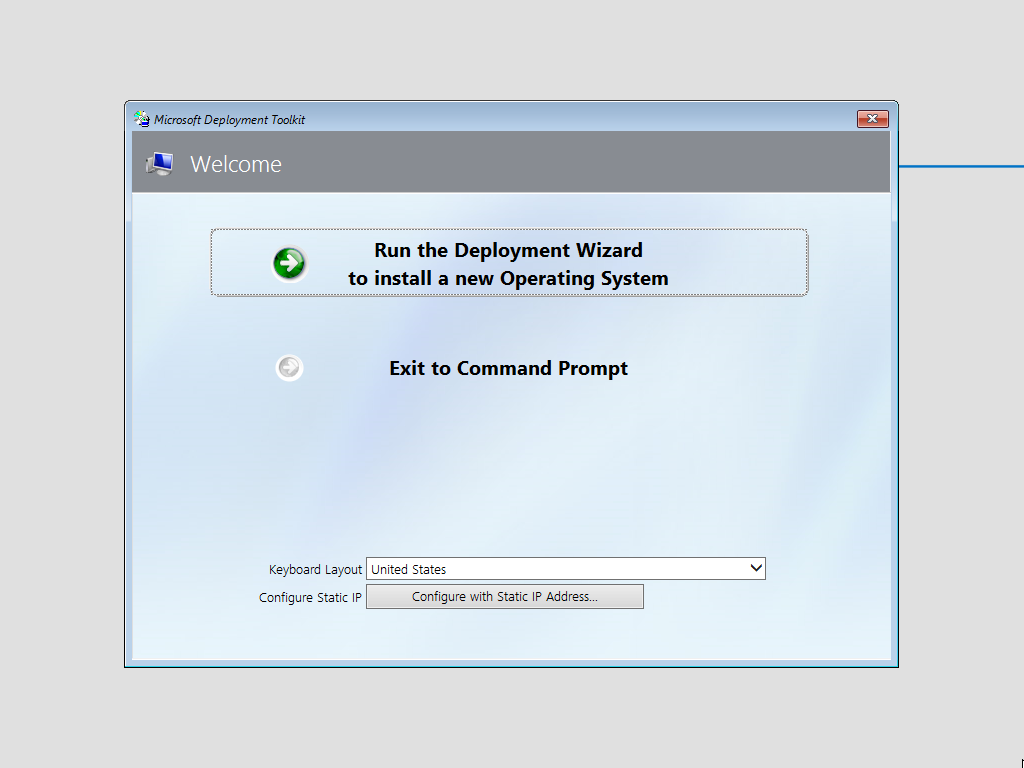 Microsoft Deployment Toolkit
Welcome
Run the Deployment Wizard
to install a new Operating System
Exit to Command Prompt
Keyboard Layout United States
Configure Static IP Configure with Static IP Address...